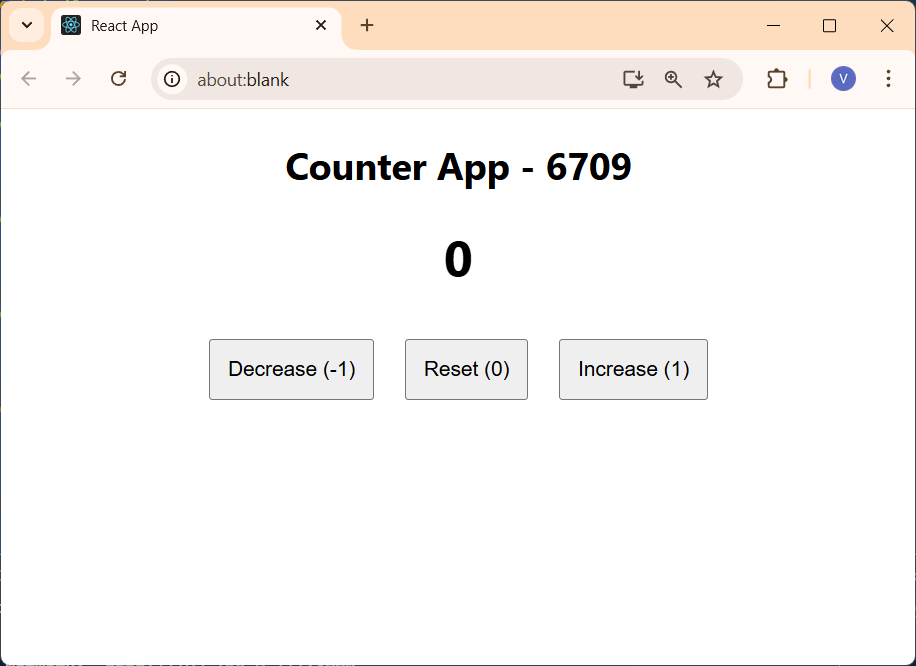 React App
about:blank
V
Counter App - 6709
0
Decrease (-1) Reset (0) Increase (1)